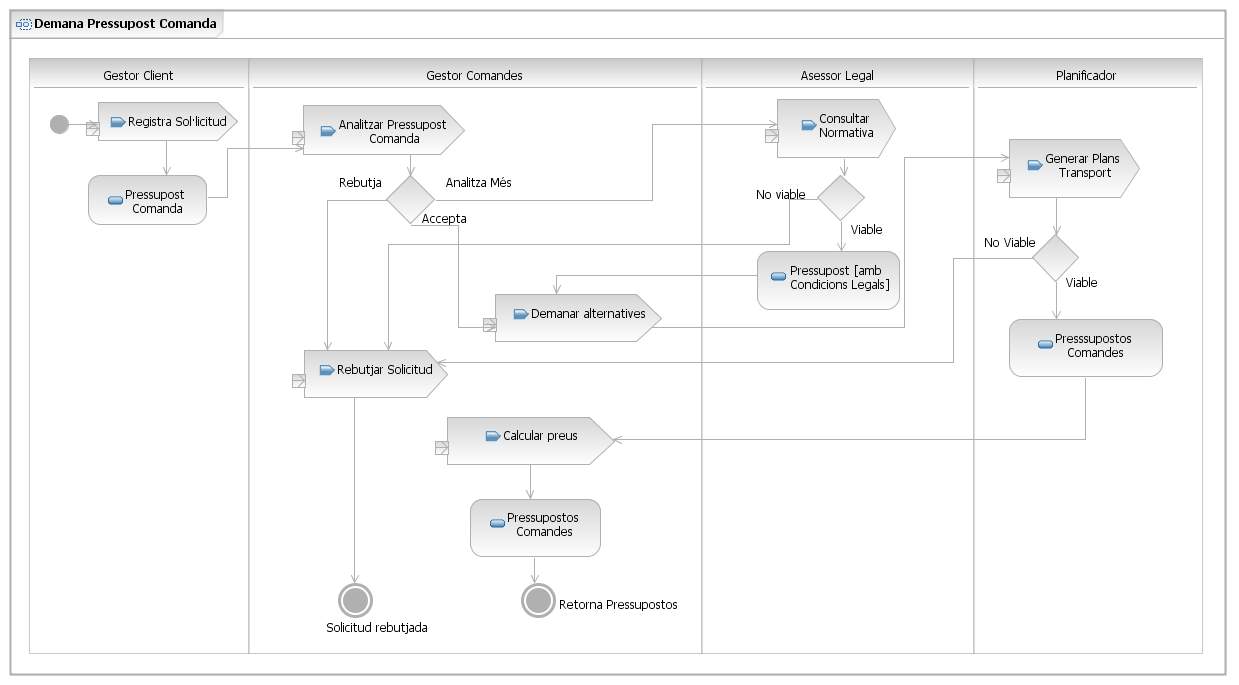 Demana Pressupost Comanda
Gestor Client
Gestor Comandes
Asessor Legal
Planificador
Registra Sol·licitud
Pressupost
Comanda
Analitzar Pressupost
Comanda
Rebutja
Analitza Més
Accepta
Consultar
Normativa
No viable
Viable
Pressupost [amb
Condicions Legals]
Generar Plans
Transport
No Viable
Viable
Presssupostos
Comandes
Demanar alternatives
Rebutjar Solicitud
Calcular preus
Pressupostos
Comandes
Retorna Pressupostos
Solicitud rebutjada